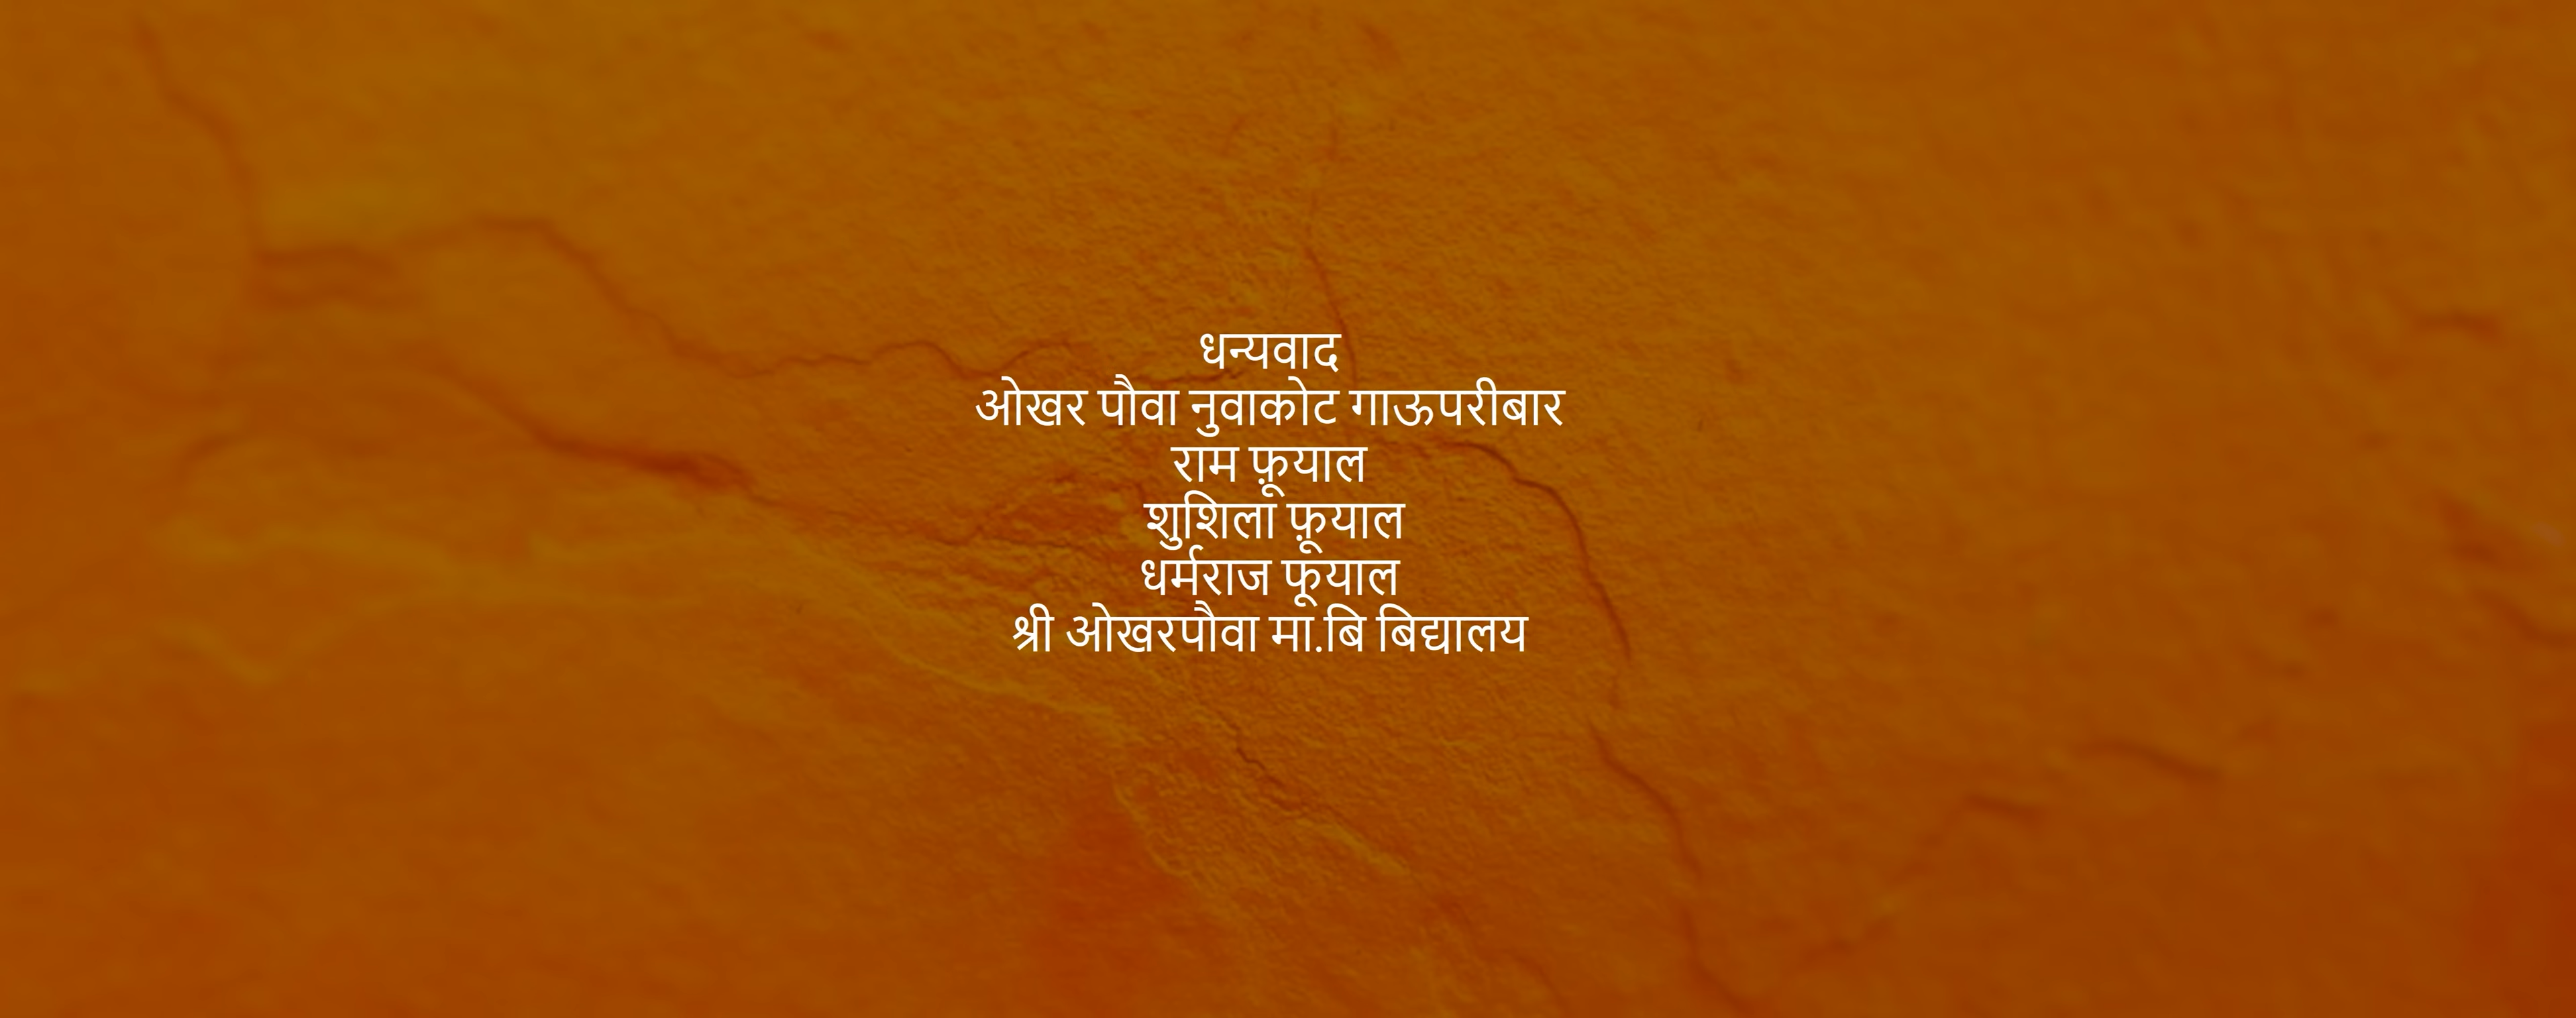 धन्यवाद
ओखर पौवा नुवाकोट गाऊपरीबार
राम फ़ूयाल
शुशिला फ़ूयाल
धर्मराज फूयाल
श्री ओखरपौवा मा.बि बिद्यालय